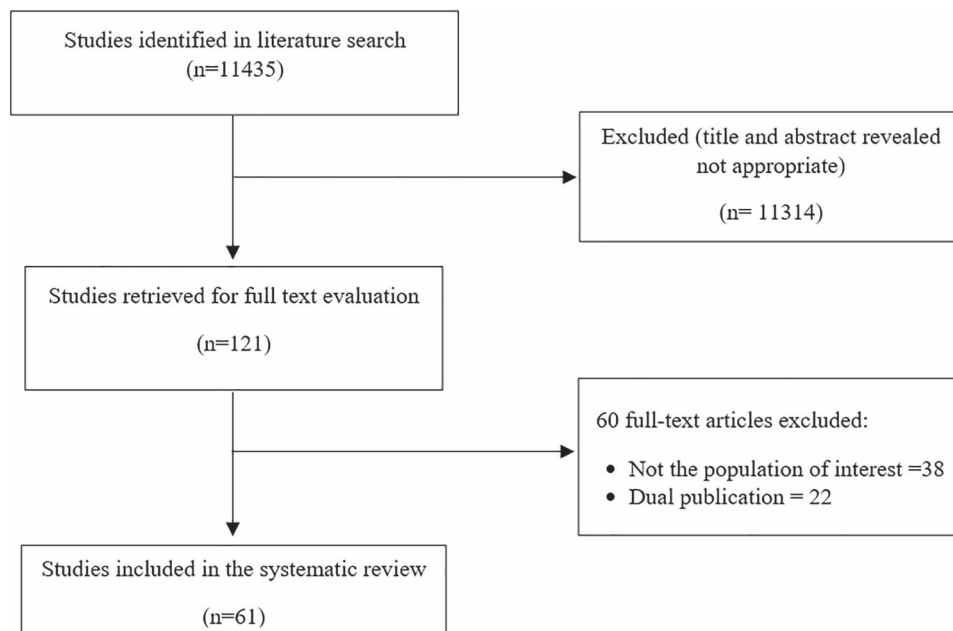 Studies identified in literature search
(n=11435)
Excluded (title and abstract revealed
not appropriate)
(n= 11314)
Studies retrieved for full text evaluation
(n=121)
60 full-text articles excluded:
• Not the population of interest =38
• Dual publication = 22
Studies included in the systematic review
(n=61)